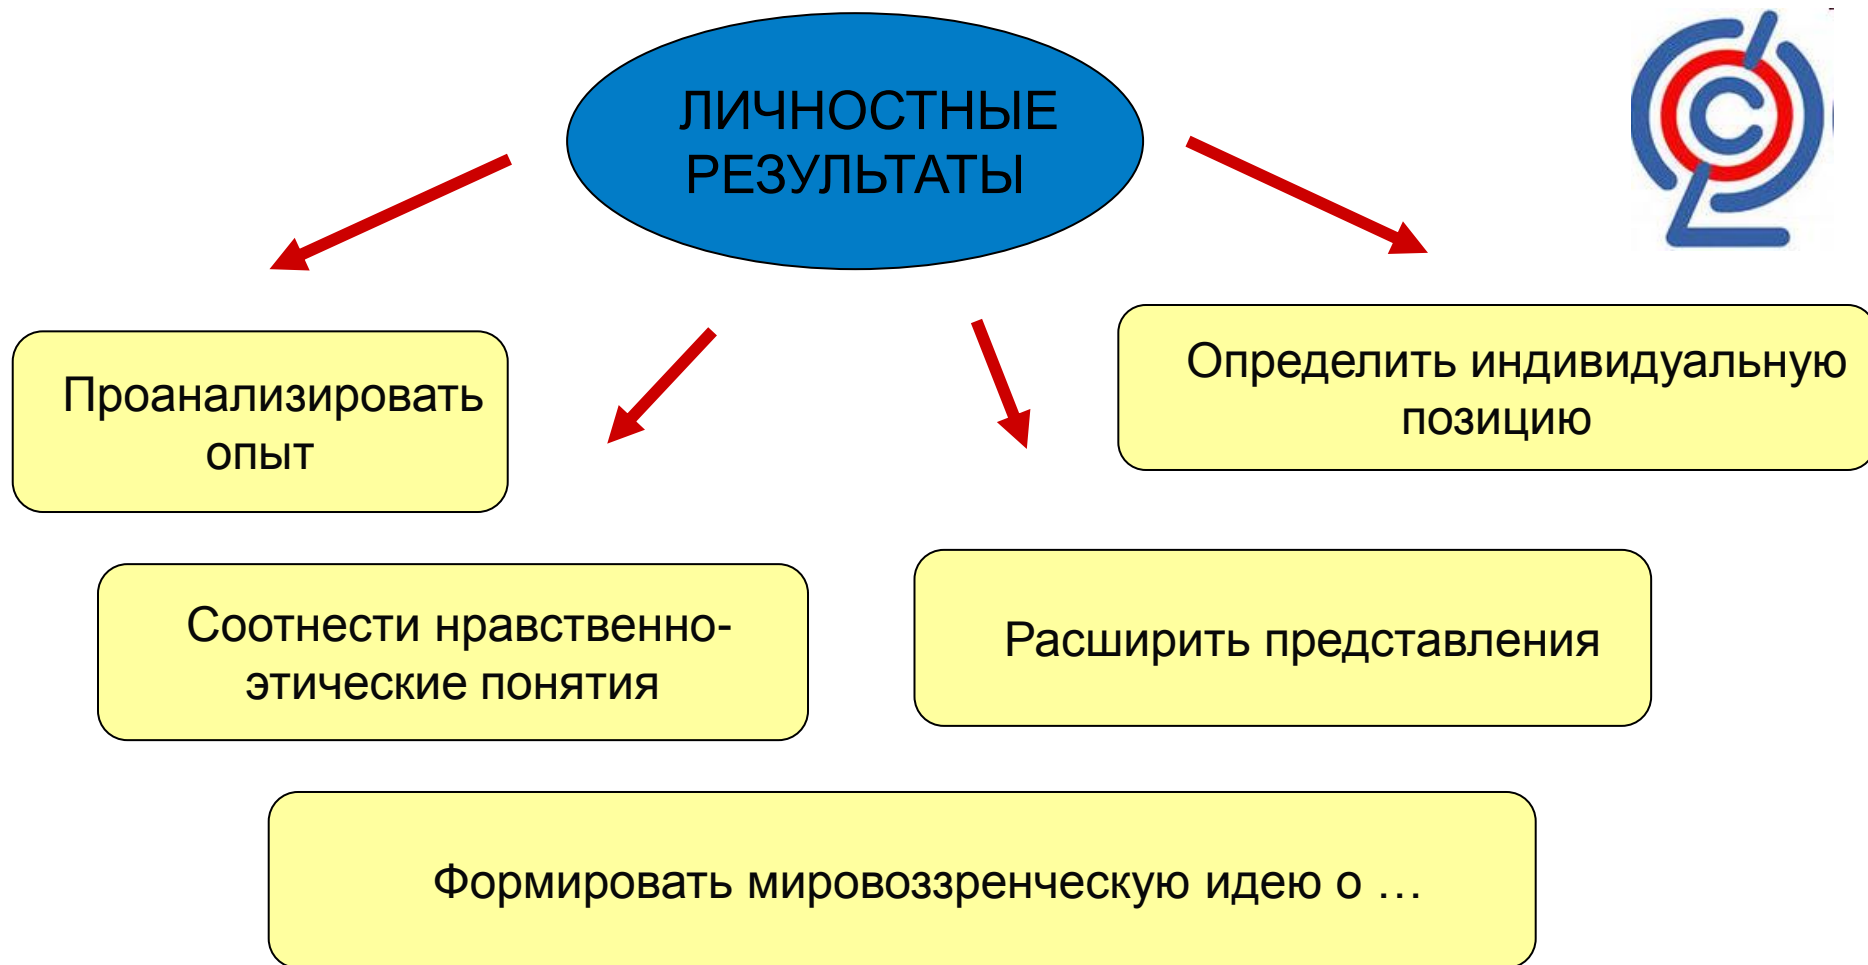 ЛИЧНОСТНЫЕ
РЕЗУЛЬТАТЫ
Проанализировать
опыт
Определить индивидуальную
позицию
Соотнести нравственно-
этические понятия
Расширить представления
Формировать мировоззренческую идею о …